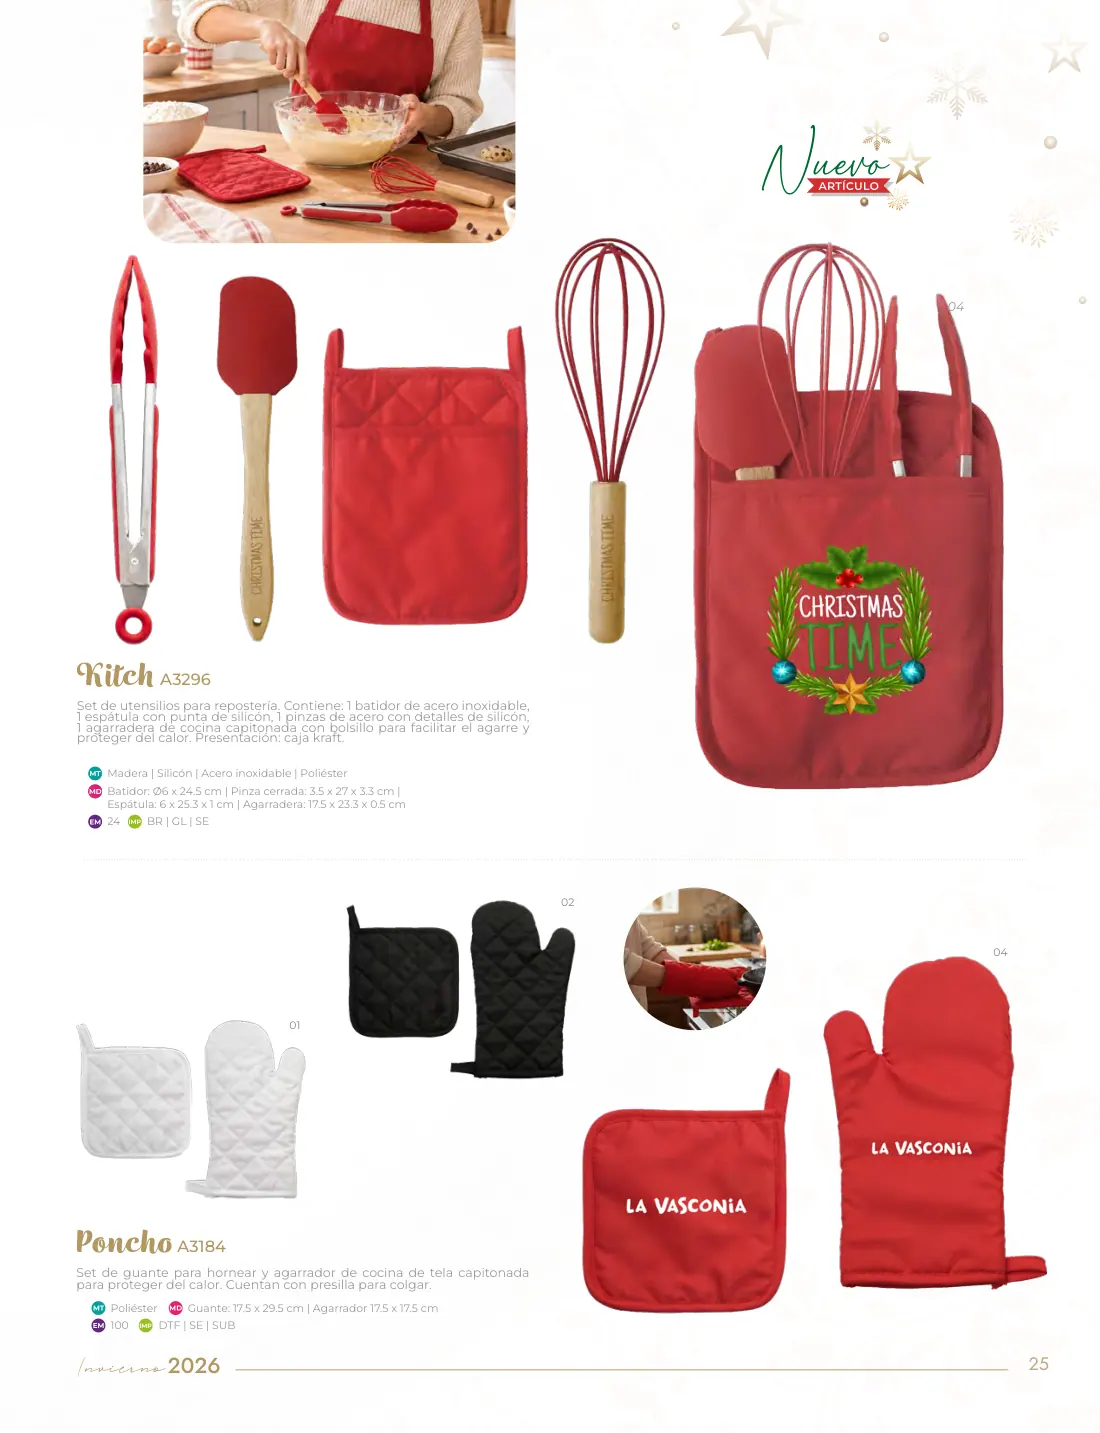 Nuevo
ARTÍCULO
04
CHRISTMAS TIME
CHRISTMAS TIME
CHRISTMAS
TIME
Kitch A3296
Set de utensilios para repostería. Contiene: 1 batidor de acero inoxidable,
1 espátula con punta de silicón, 1 pinzas de acero con detalles de silicón,
1 agarradera de cocina capitonada con bolsillo para facilitar el agarre y
proteger del calor. Presentación: caja kraft.
MT Madera | Silicón | Acero inoxidable | Poliéster
MD Batidor: Ø6 x 24.5 cm | Pinza cerrada: 3.5 x 27 x 3.3 cm |
Espátula: 6 x 25.3 x 1 cm | Agarradera: 17.5 x 23.3 x 0.5 cm
EM 24 IMP BR | GL | SE
02
04
01
LA VASCONIA
LA VASCONIA
Poncho A3184
Set de guante para hornear y agarrador de cocina de tela capitonada
para proteger del calor. Cuentan con presilla para colgar.
MT Poliéster MD Guante: 17.5 x 29.5 cm | Agarrador 17.5 x 17.5 cm
EM 100 IMP DTF | SE | SUB
Invierno 2026
25